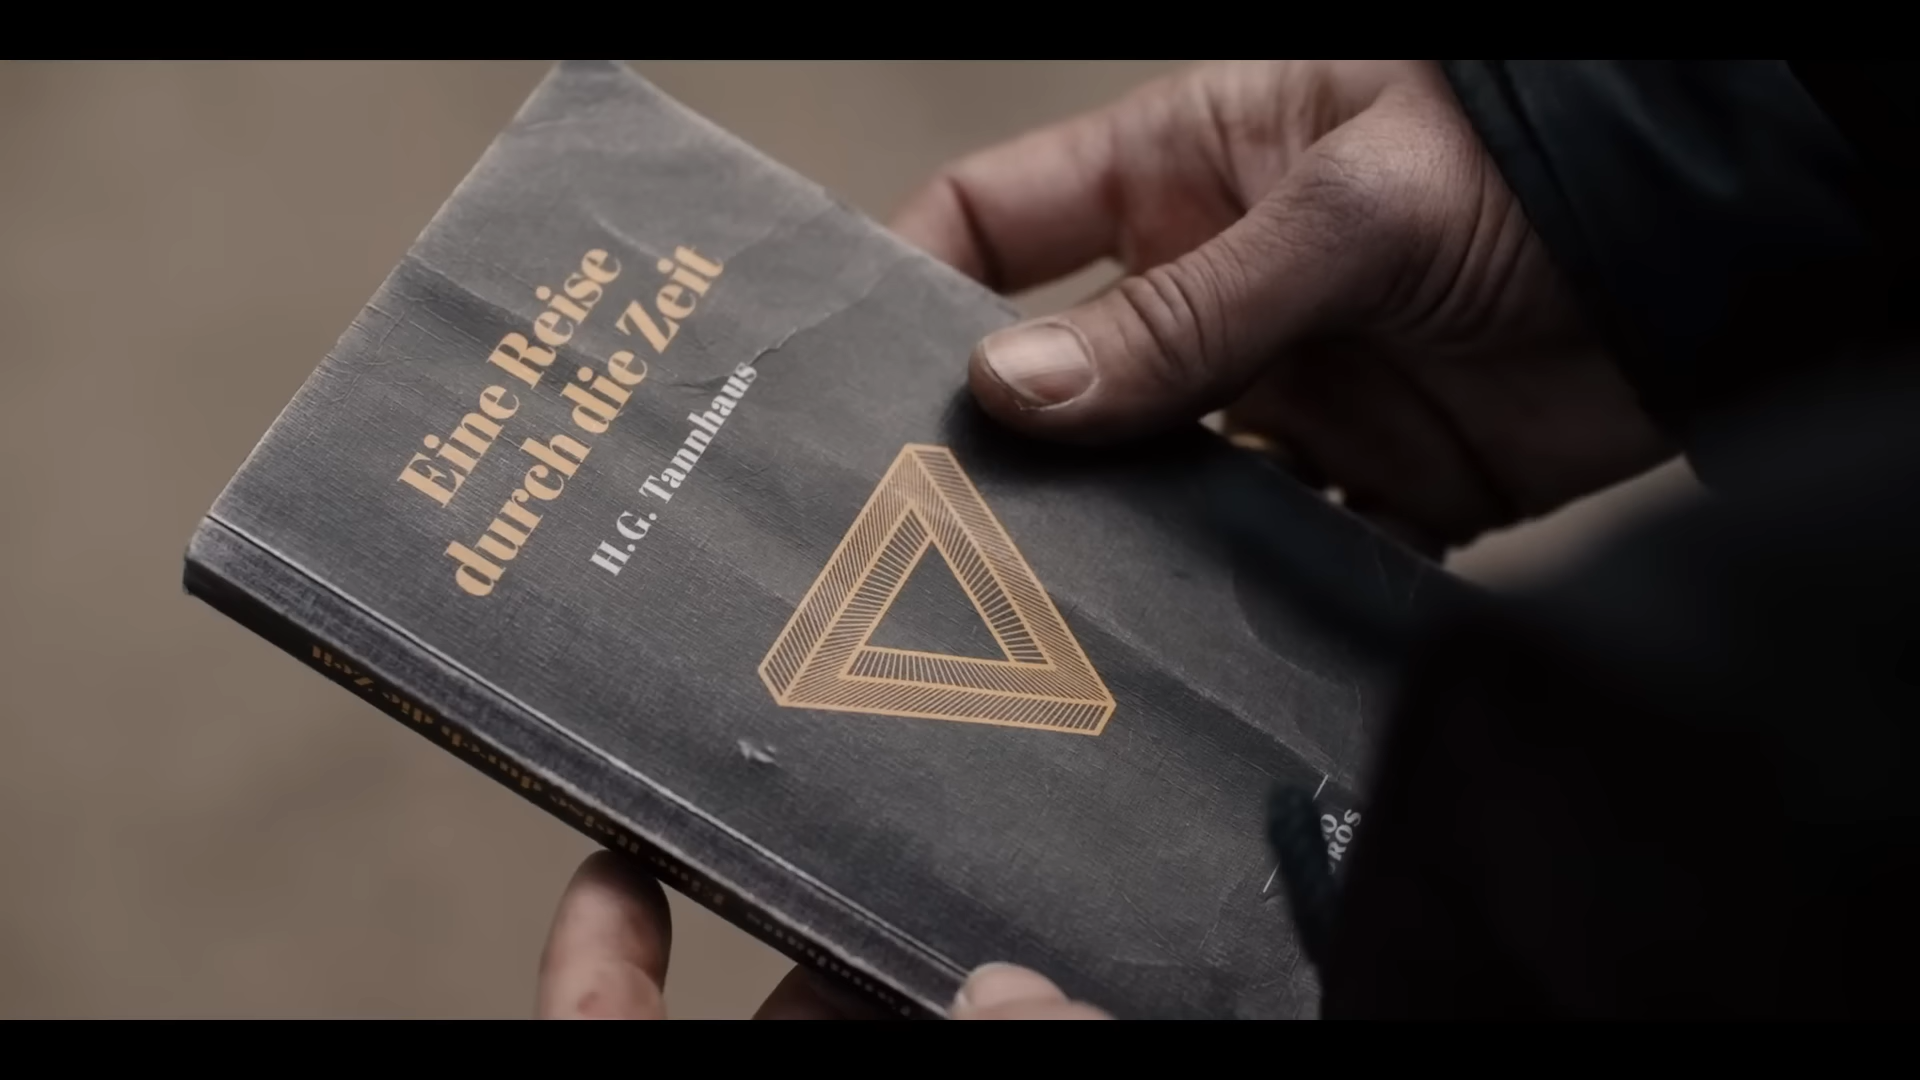 Eine Reise
durch die Zeit
H.G. Tannhaus